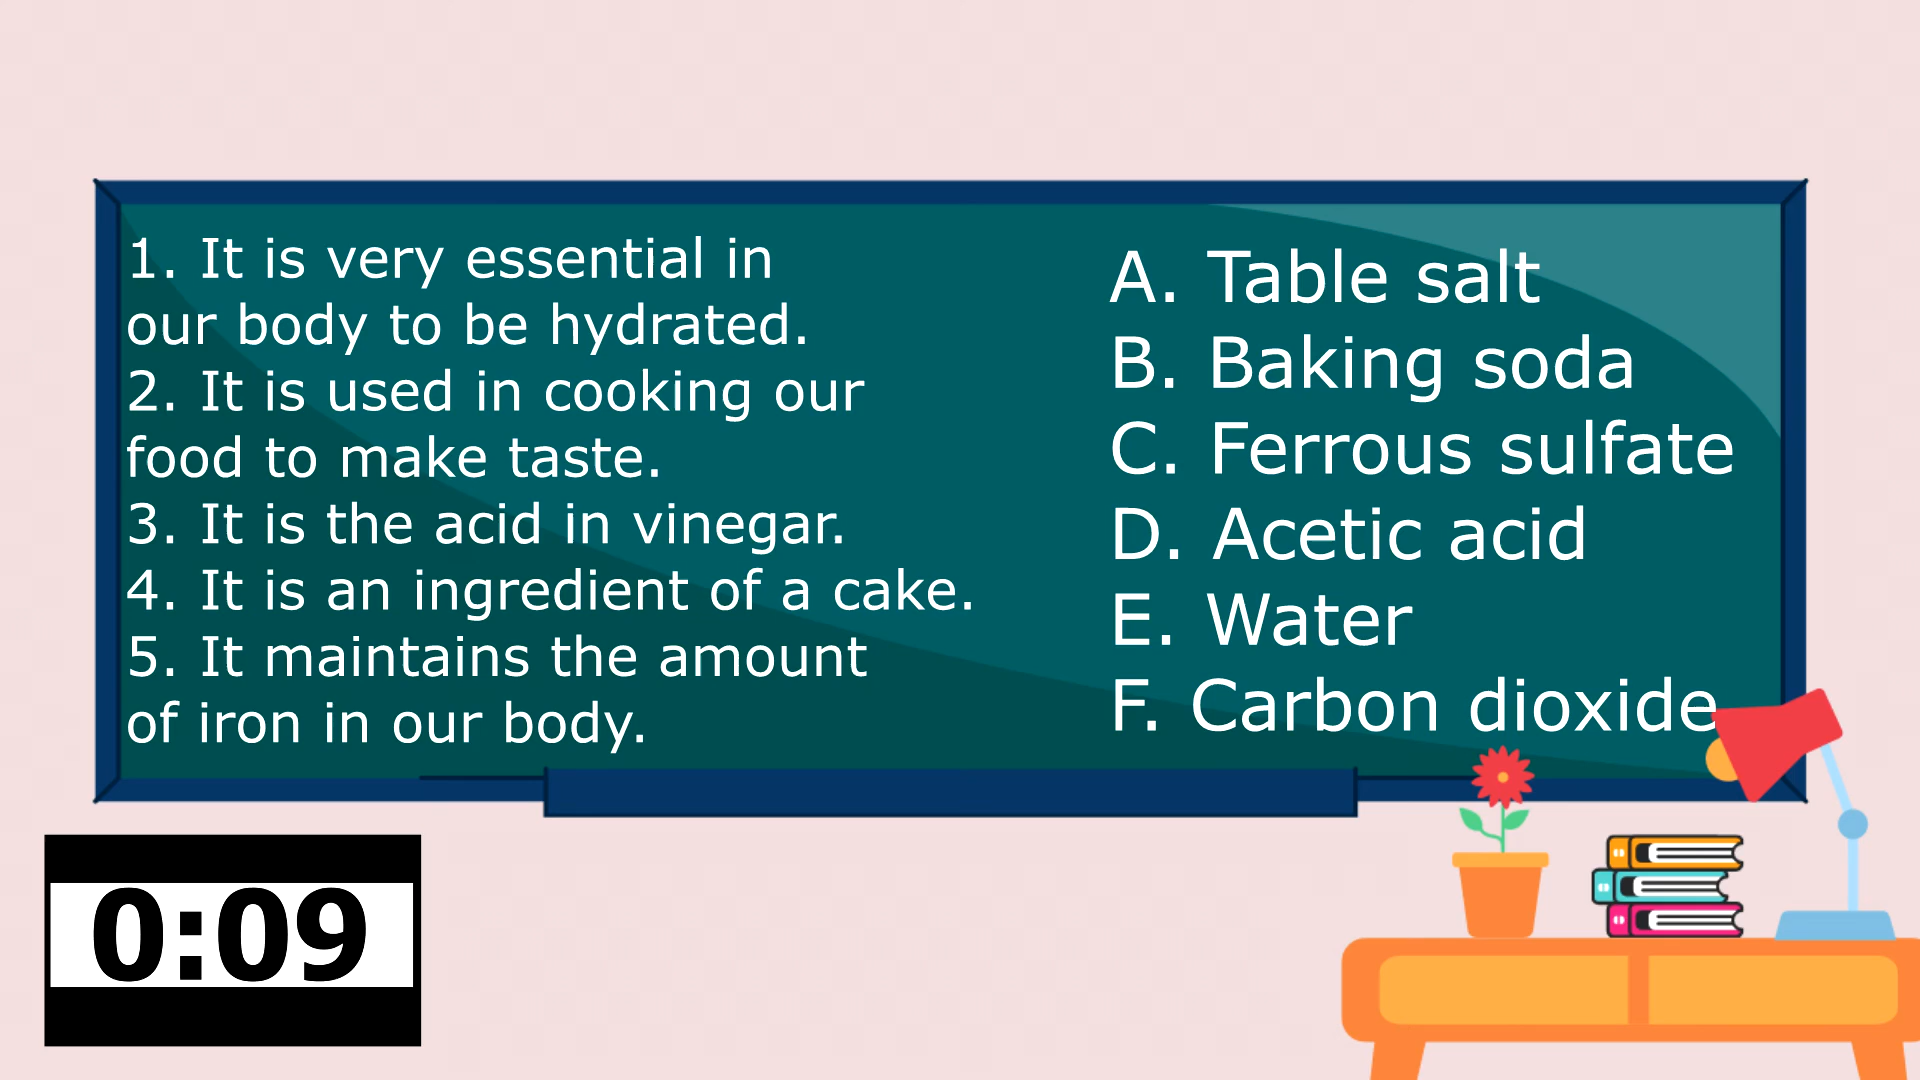 1. It is very essential in
our body to be hydrated.
2. It is used in cooking our
food to make taste.
3. It is the acid in vinegar.
4. It is an ingredient of a cake.
5. It maintains the amount
of iron in our body.
A. Table salt
B. Baking soda
C. Ferrous sulfate
D. Acetic acid
E. Water
F. Carbon dioxide
0:09